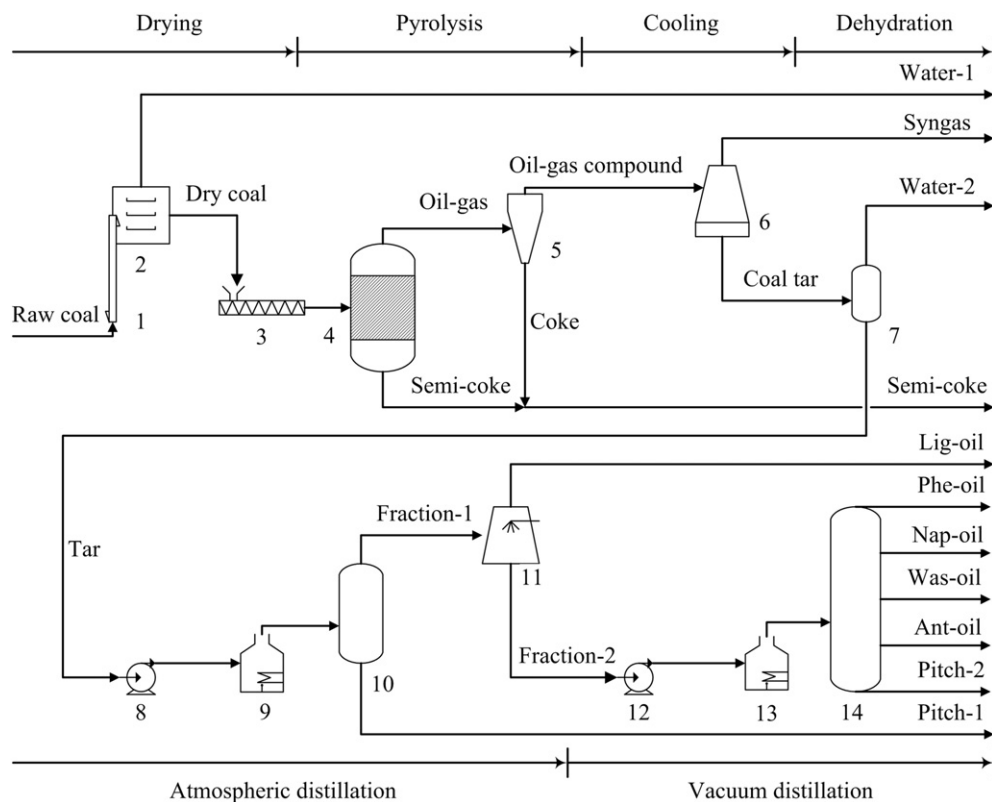 Drying Pyrolysis Cooling Dehydration
Water-1
Syngas
Oil-gas compound
Water-2
Dry coal
Oil-gas
6
5
2
Coal tar
Raw coal
1
3
4
Coke
7
Semi-coke
Semi-coke
Lig-oil
Phe-oil
Fraction-1
Nap-oil
Tar
11
Was-oil
Ant-oil
Fraction-2
Pitch-2
10
8
9
12
13
14
Pitch-1
Atmospheric distillation Vacuum distillation